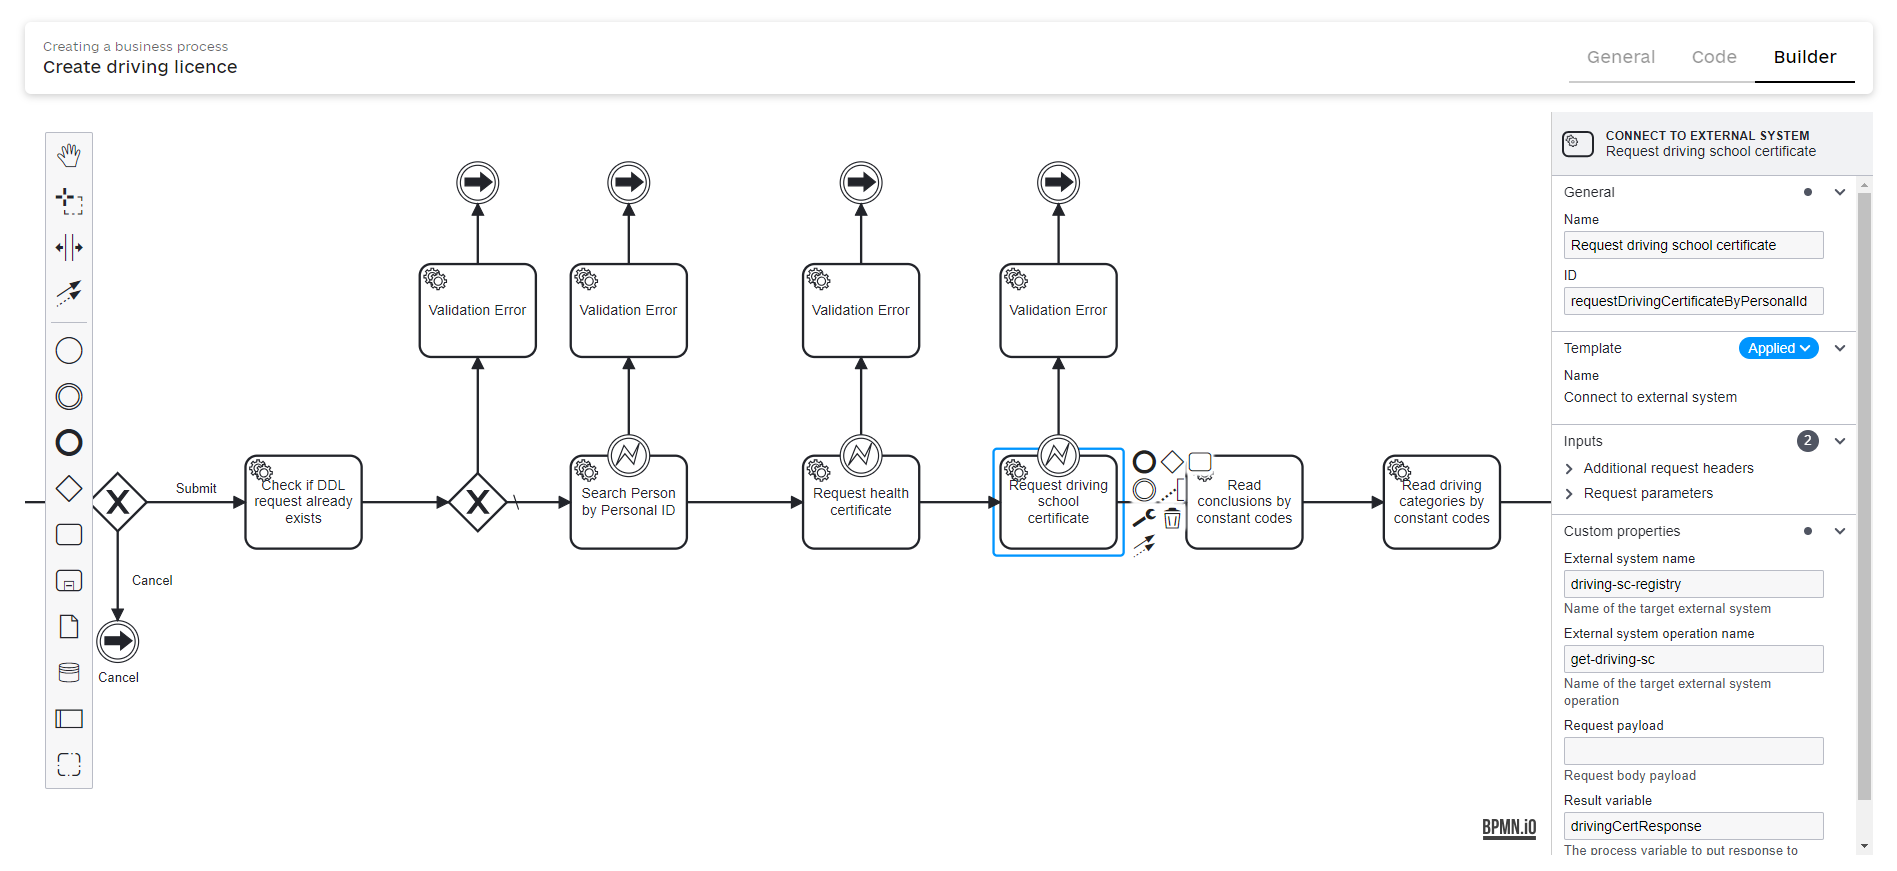 Creating a business process
Create driving licence
General
Code
Builder
CONNECT TO EXTERNAL SYSTEM
Request driving school certificate
General
Name
Request driving school certificate
ID
requestDrivingCertificateByPersonalId
Template
Applied
Name
Connect to external system
Inputs
2
Additional request headers
Request parameters
Custom properties
External system name
driving-sc-registry
Name of the target external system
External system operation name
get-driving-sc
Name of the target external system
operation
Request payload
Request body payload
Result variable
drivingCertResponse
The process variable to put response to
Validation Error
Validation Error
Validation Error
Validation Error
X
Submit
Check if DDL
request already
exists
X
Search Person
by Personal ID
Request health
certificate
Request driving
school
certificate
Read
conclusions by
constant codes
Read driving
categories by
constant codes
Cancel
Cancel
BPMN.iO